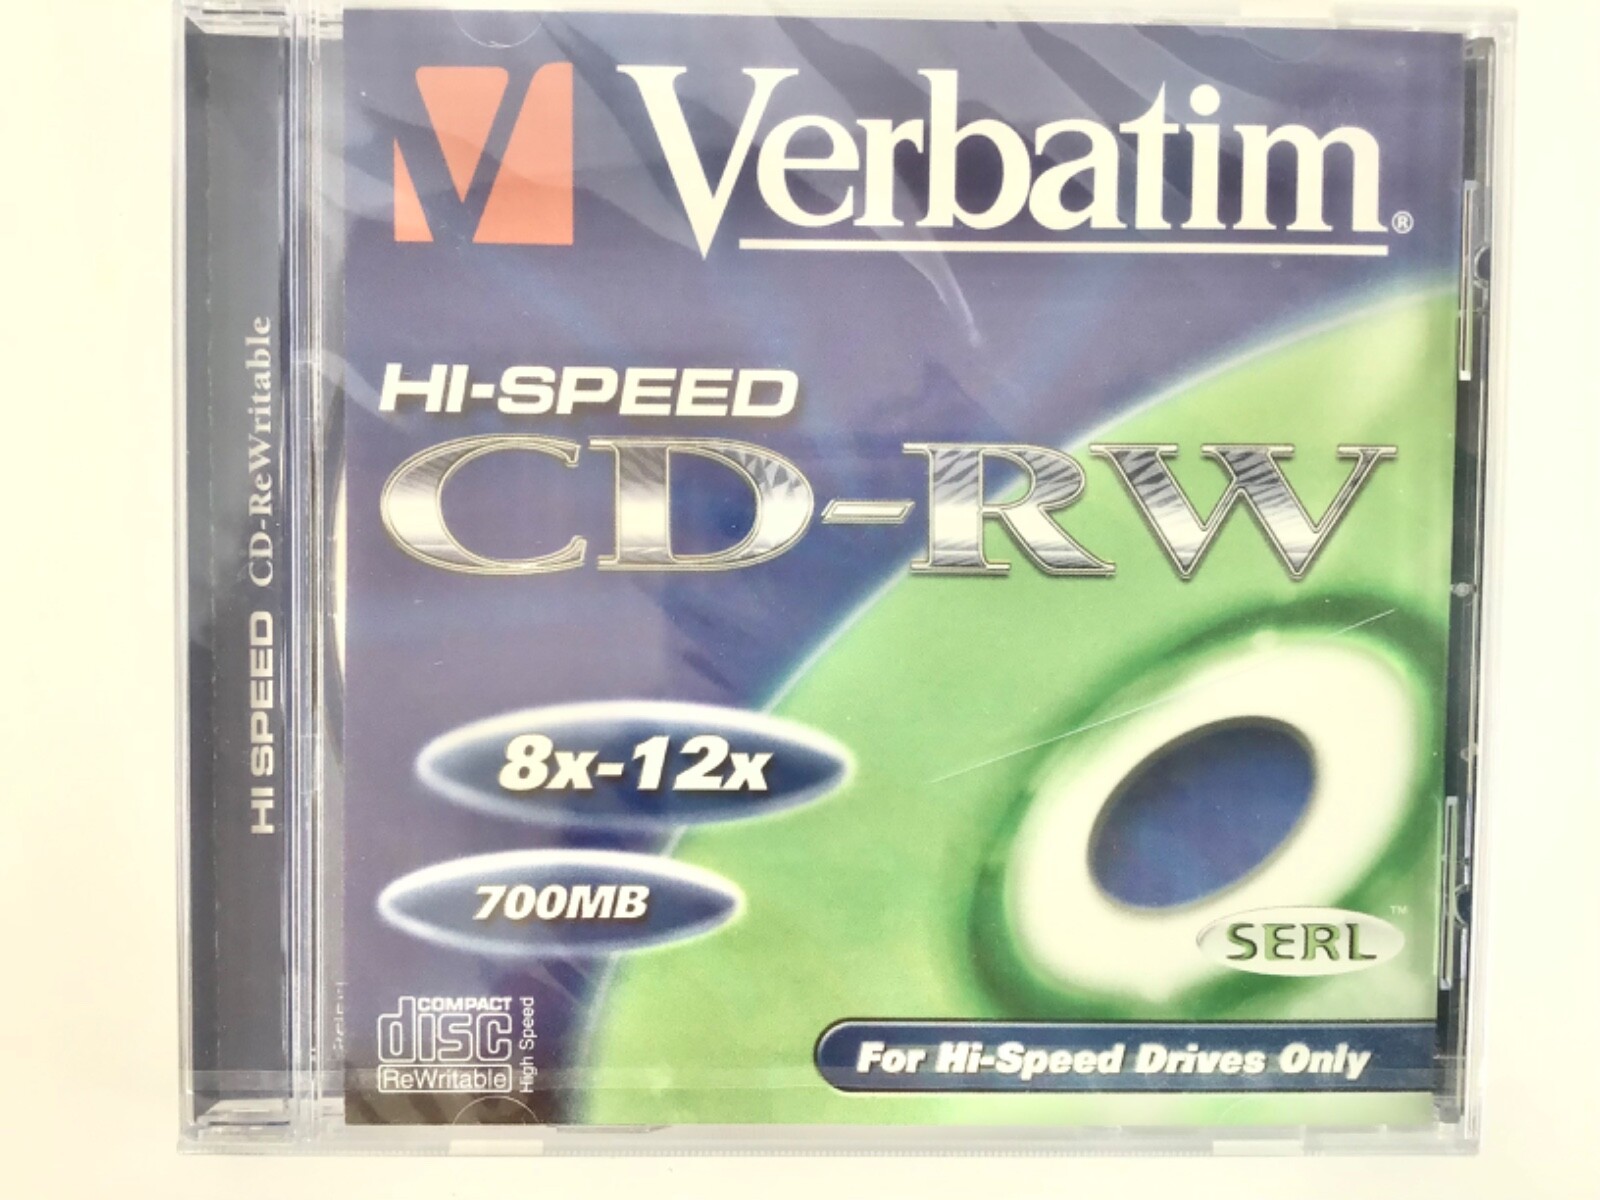 Verbatim®
HI-SPEED
CD-RW
8x-12x
700MB
SERL™
COMPACT
disc
ReWritable
High Speed
For Hi-Speed Drives Only
HI SPEED CD-ReWritable